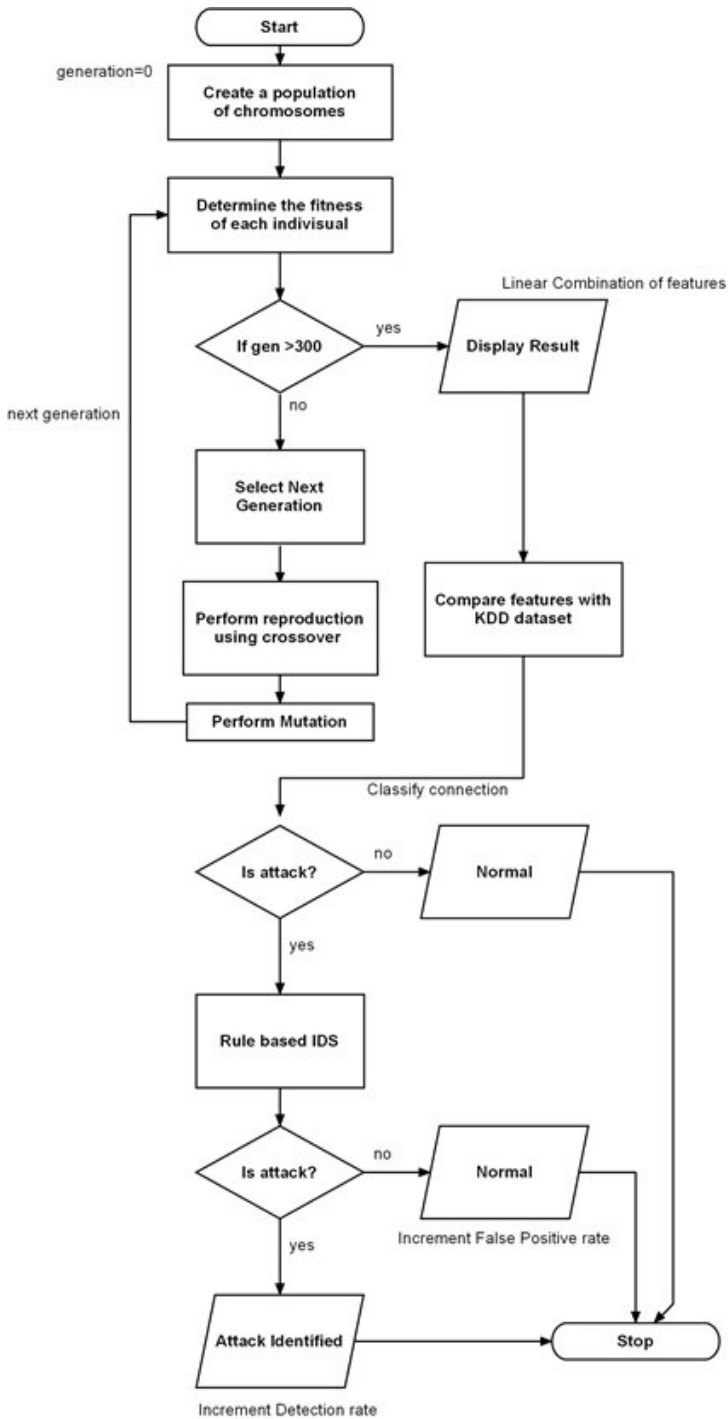 Start
generation=0
Create a population
of chromosomes
Determine the fitness
of each indivisual
Linear Combination of features
If gen >300
yes
Display Result
no
next generation
Select Next
Generation
Perform reproduction
using crossover
Compare features with
KDD dataset
Perform Mutation
Classify connection
Is attack?
no
Normal
yes
Rule based IDS
Is attack?
no
Normal
yes
Increment False Positive rate
Attack Identified
Stop
Increment Detection rate